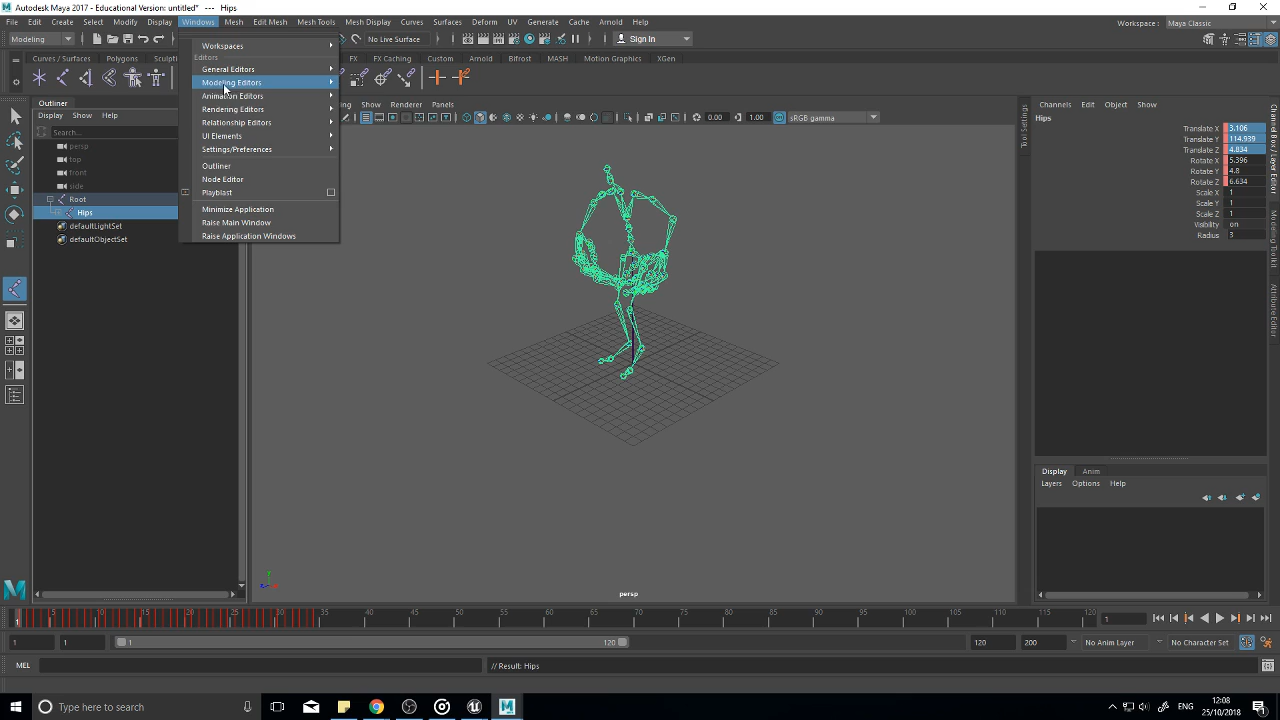 Autodesk Maya 2017 - Educational Version: untitled*   ---   Hips
File Edit Create Select Modify Display Windows Mesh Edit Mesh Mesh Tools Mesh Display Curves Surfaces Deform UV Generate Cache Arnold Help
Workspace : Maya Classic
Modeling No Live Surface Sign In
Curves / Surfaces Polygons Sculpti FX FX Caching Custom Arnold Bifrost MASH Motion Graphics XGen
Workspaces
Editors
General Editors
Modeling Editors
Animation Editors
Rendering Editors
Relationship Editors
UI Elements
Settings/Preferences
Outliner
Node Editor
Playblast
Minimize Application
Raise Main Window
Raise Application Windows
Outliner
Display Show Help
Search...
persp
top
front
side
Root
Hips
defaultLightSet
defaultObjectSet
ing Show Renderer Panels
0.00 1.00 sRGB gamma
persp
Tool Settings
Channels Edit Object Show
Hips
Translate X 3.106
Translate Y 114.939
Translate Z 4.834
Rotate X 5.396
Rotate Y 4.8
Rotate Z 6.634
Scale X 1
Scale Y 1
Scale Z 1
Visibility on
Radius 3
Channel Box / Layer Editor
Modeling Toolkit
Attribute Editor
Display Anim
Layers Options Help
1 5 10 15 20 25 30 35 40 45 50 55 60 65 70 75 80 85 90 95 100 105 110 115 120
1
1 1 1 120 120 200 No Anim Layer No Character Set
MEL // Result: Hips
Type here to search
ENG
12:08
25/10/2018